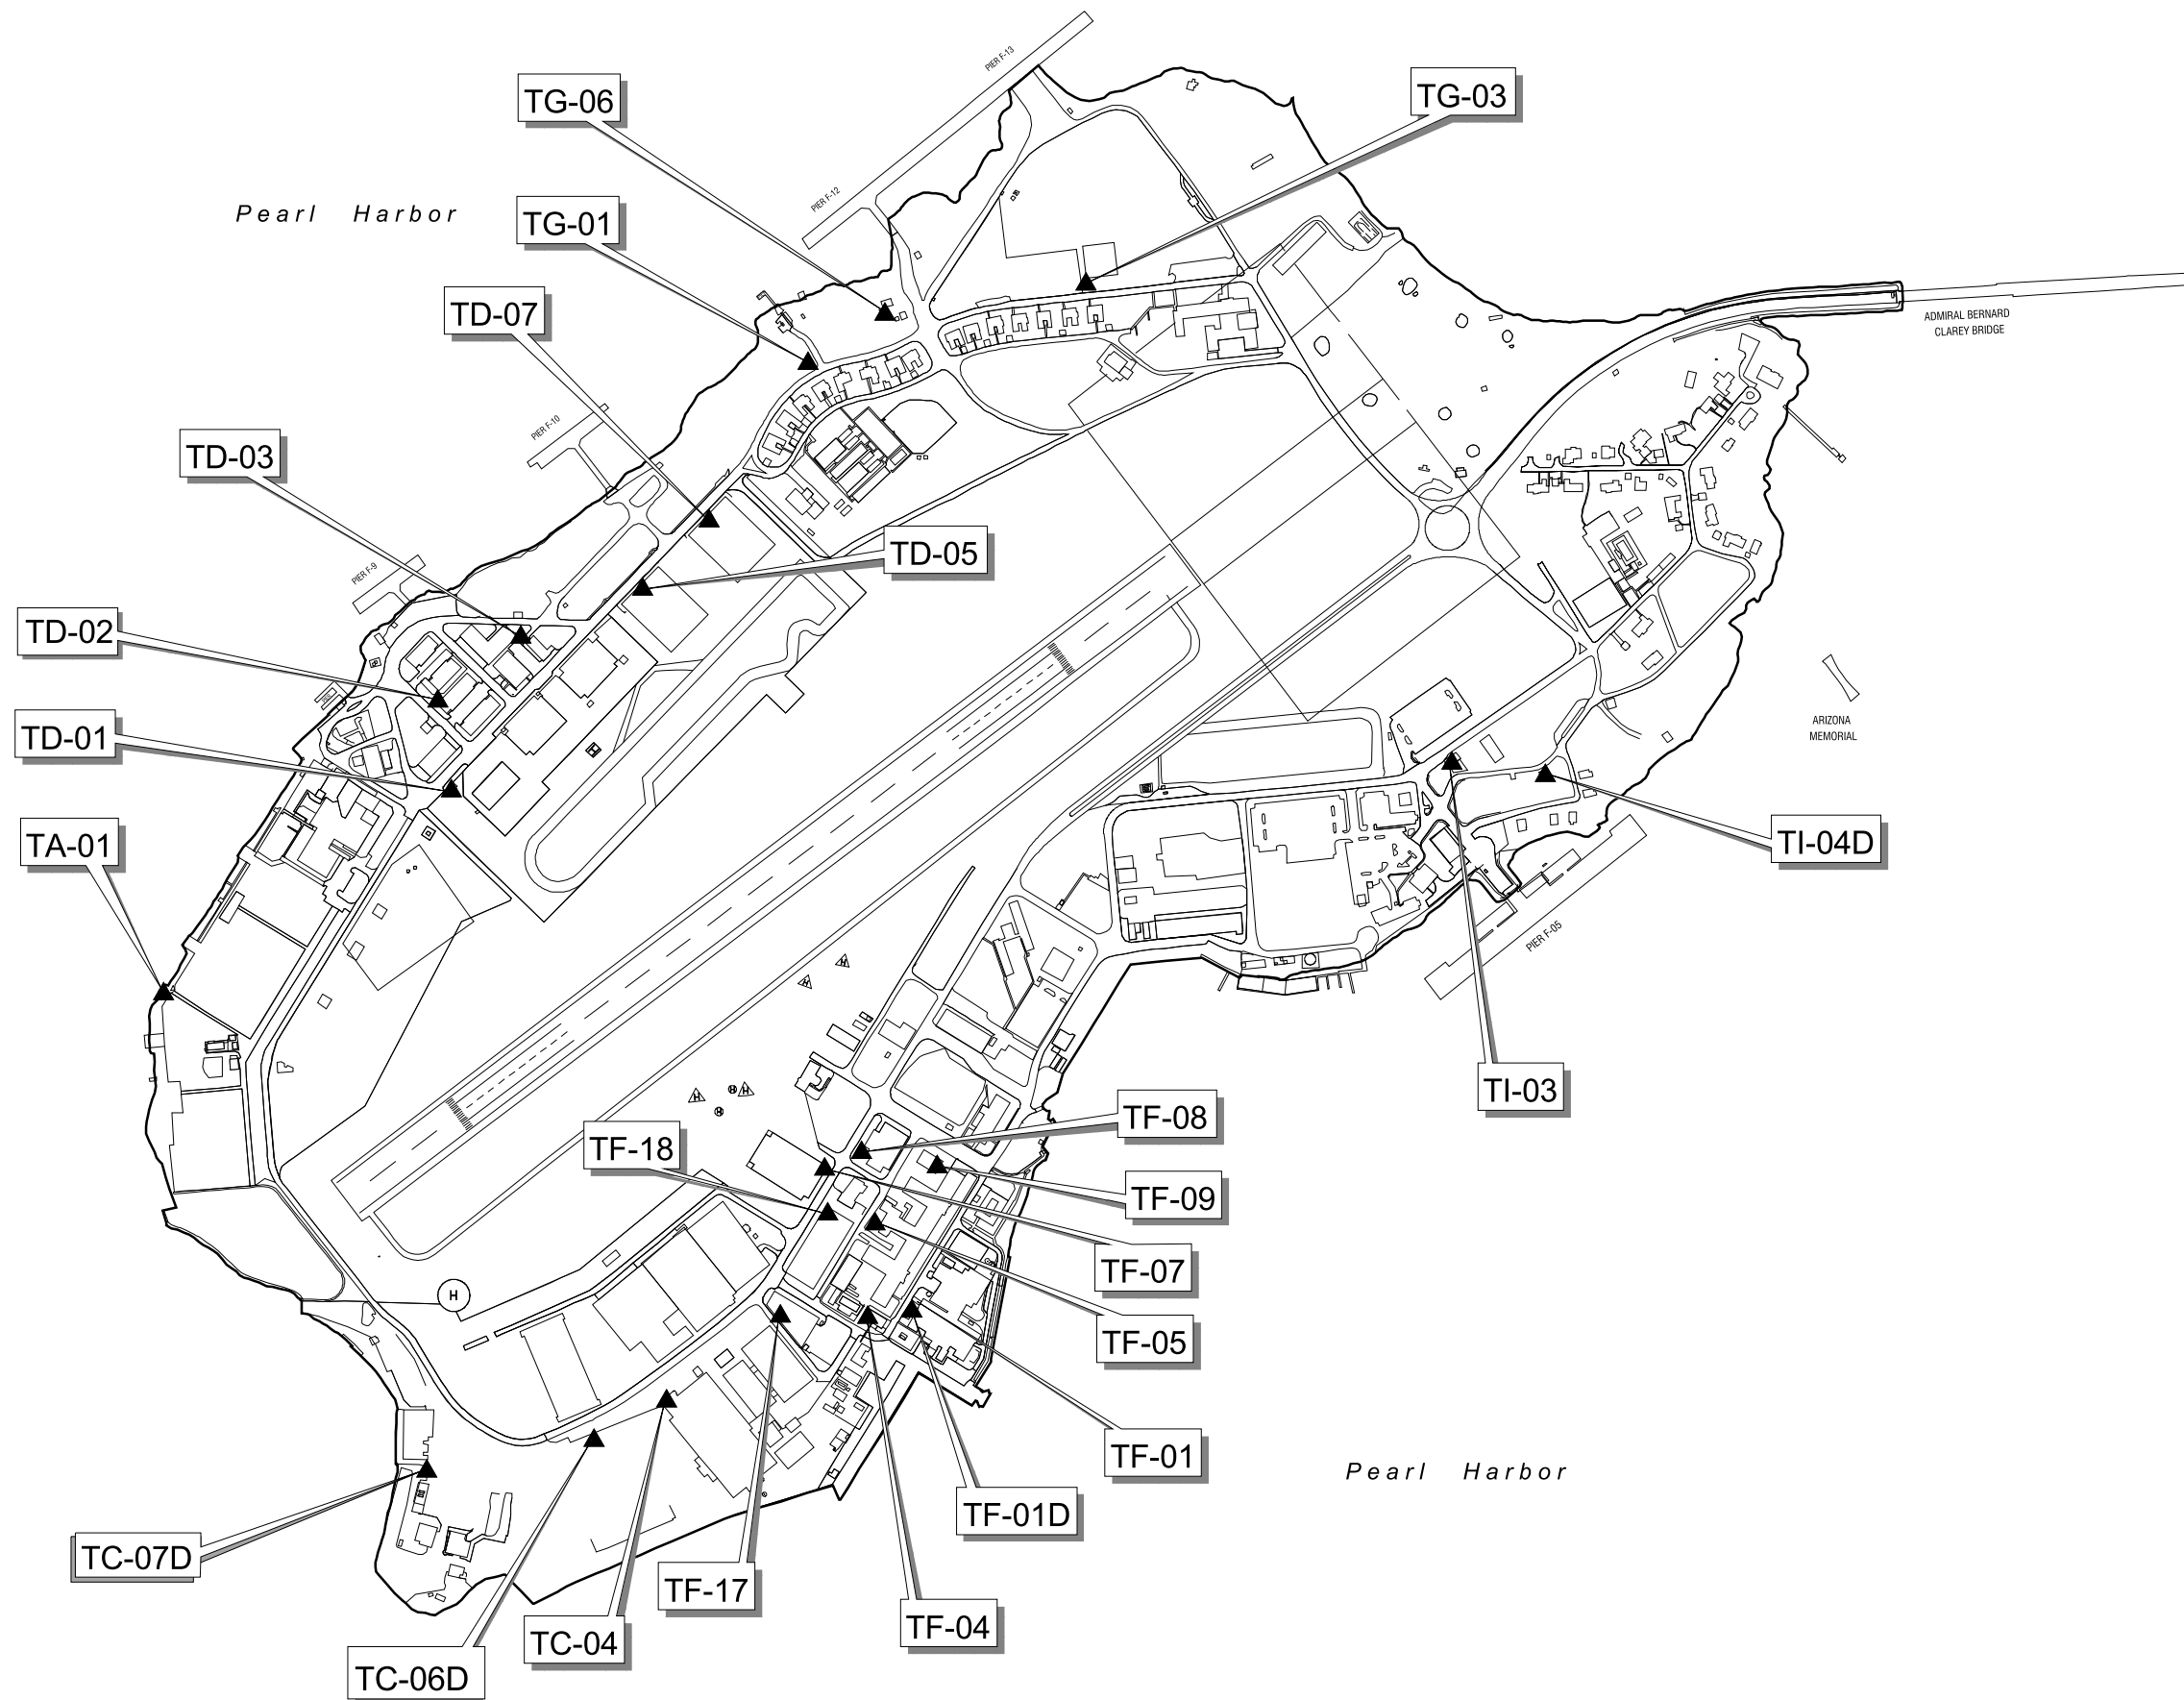 PIER F-13
TG-06
TG-03
PIER F-12
Pearl Harbor
TG-01
TD-07
ADMIRAL BERNARD
CLAREY BRIDGE
PIER F-10
TD-03
TD-05
PIER F-9
TD-02
TD-01
ARIZONA
MEMORIAL
TA-01
TI-04D
PIER F-05
H
H
TI-03
H
H
H
H
TF-08
TF-18
TF-09
TF-07
H
TF-05
TF-01
Pearl Harbor
TF-01D
TC-07D
TF-17
TF-04
TC-04
TC-06D